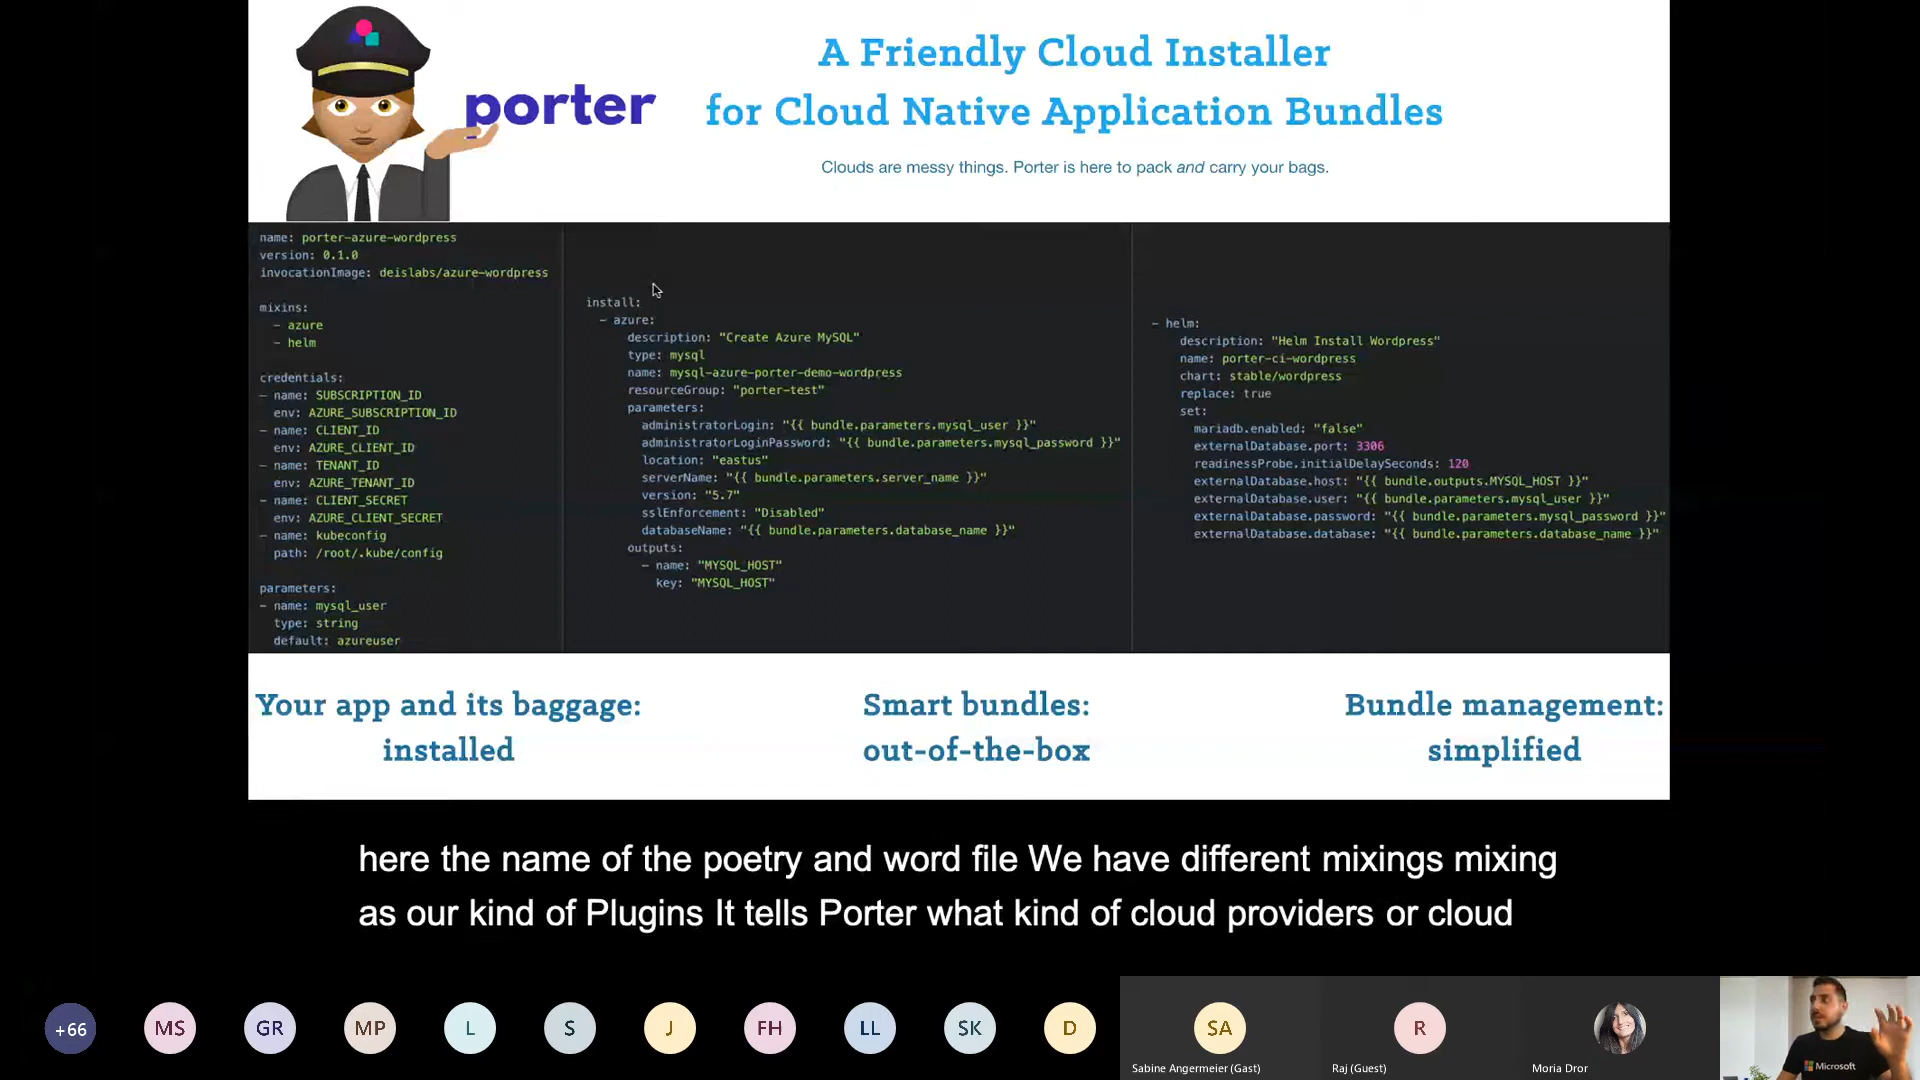 porter
A Friendly Cloud Installer
for Cloud Native Application Bundles
Clouds are messy things. Porter is here to pack and carry your bags.
name: porter-azure-wordpress
version: 0.1.0
invocationImage: deislabs/azure-wordpress
mixins:
- azure
- helm
credentials:
- name: SUBSCRIPTION_ID
env: AZURE_SUBSCRIPTION_ID
- name: CLIENT_ID
env: AZURE_CLIENT_ID
- name: TENANT_ID
env: AZURE_TENANT_ID
- name: CLIENT_SECRET
env: AZURE_CLIENT_SECRET
- name: kubeconfig
path: /root/.kube/config
parameters:
- name: mysql_user
type: string
default: azureuser
install:
- azure:
description: "Create Azure MySQL"
type: mysql
name: mysql-azure-porter-demo-wordpress
resourceGroup: "porter-test"
parameters:
administratorLogin: "{{ bundle.parameters.mysql_user }}"
administratorLoginPassword: "{{ bundle.parameters.mysql_password }}"
location: "eastus"
serverName: "{{ bundle.parameters.server_name }}"
version: "5.7"
sslEnforcement: "Disabled"
databaseName: "{{ bundle.parameters.database_name }}"
outputs:
- name: "MYSQL_HOST"
key: "MYSQL_HOST"
- helm:
description: "Helm Install Wordpress"
name: porter-ci-wordpress
chart: stable/wordpress
replace: true
set:
mariadb.enabled: "false"
externalDatabase.port: 3306
readinessProbe.initialDelaySeconds: 120
externalDatabase.host: "{{ bundle.outputs.MYSQL_HOST }}"
externalDatabase.user: "{{ bundle.parameters.mysql_user }}"
externalDatabase.password: "{{ bundle.parameters.mysql_password }}"
externalDatabase.database: "{{ bundle.parameters.database_name }}"
Your app and its baggage:
installed
Smart bundles:
out-of-the-box
Bundle management:
simplified
here the name of the poetry and word file We have different mixings mixing
as our kind of Plugins It tells Porter what kind of cloud providers or cloud
+66
MS
GR
MP
L
S
J
FH
LL
SK
D
SA
Sabine Angermeier (Gast)
R
Raj (Guest)
Moria Dror
Microsoft